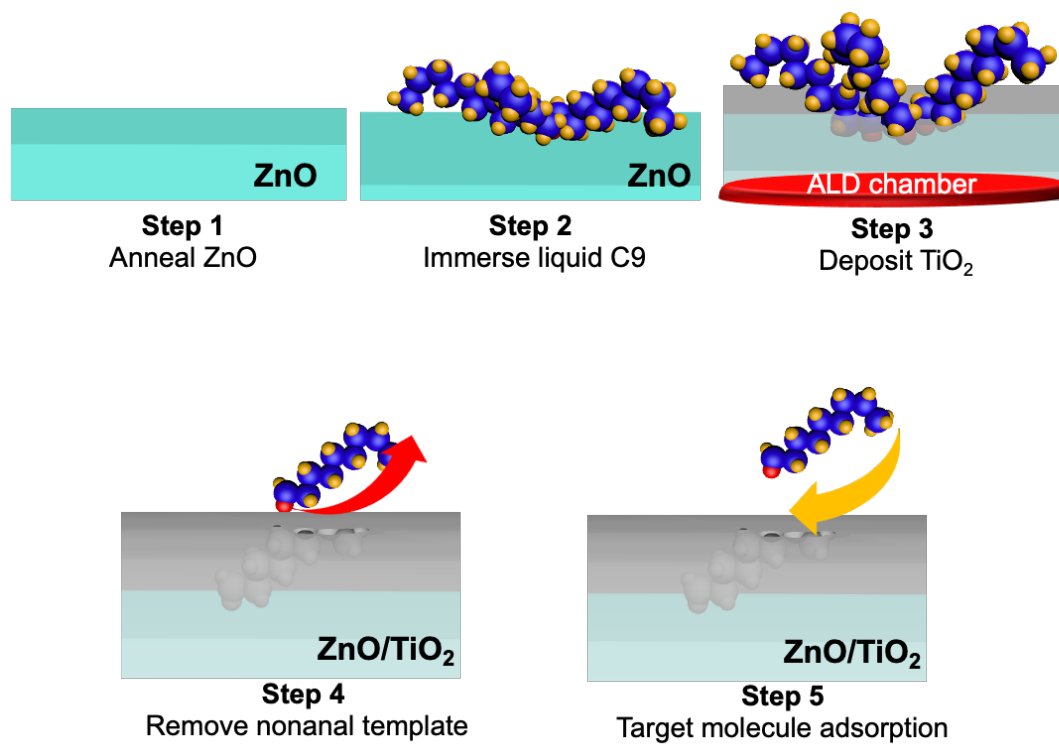 ZnO
Step 1
Anneal ZnO
ZnO
Step 2
Immerse liquid C9
ALD chamber
Step 3
Deposit TiO₂
ZnO/TiO₂
Step 4
Remove nonanal template
ZnO/TiO₂
Step 5
Target molecule adsorption